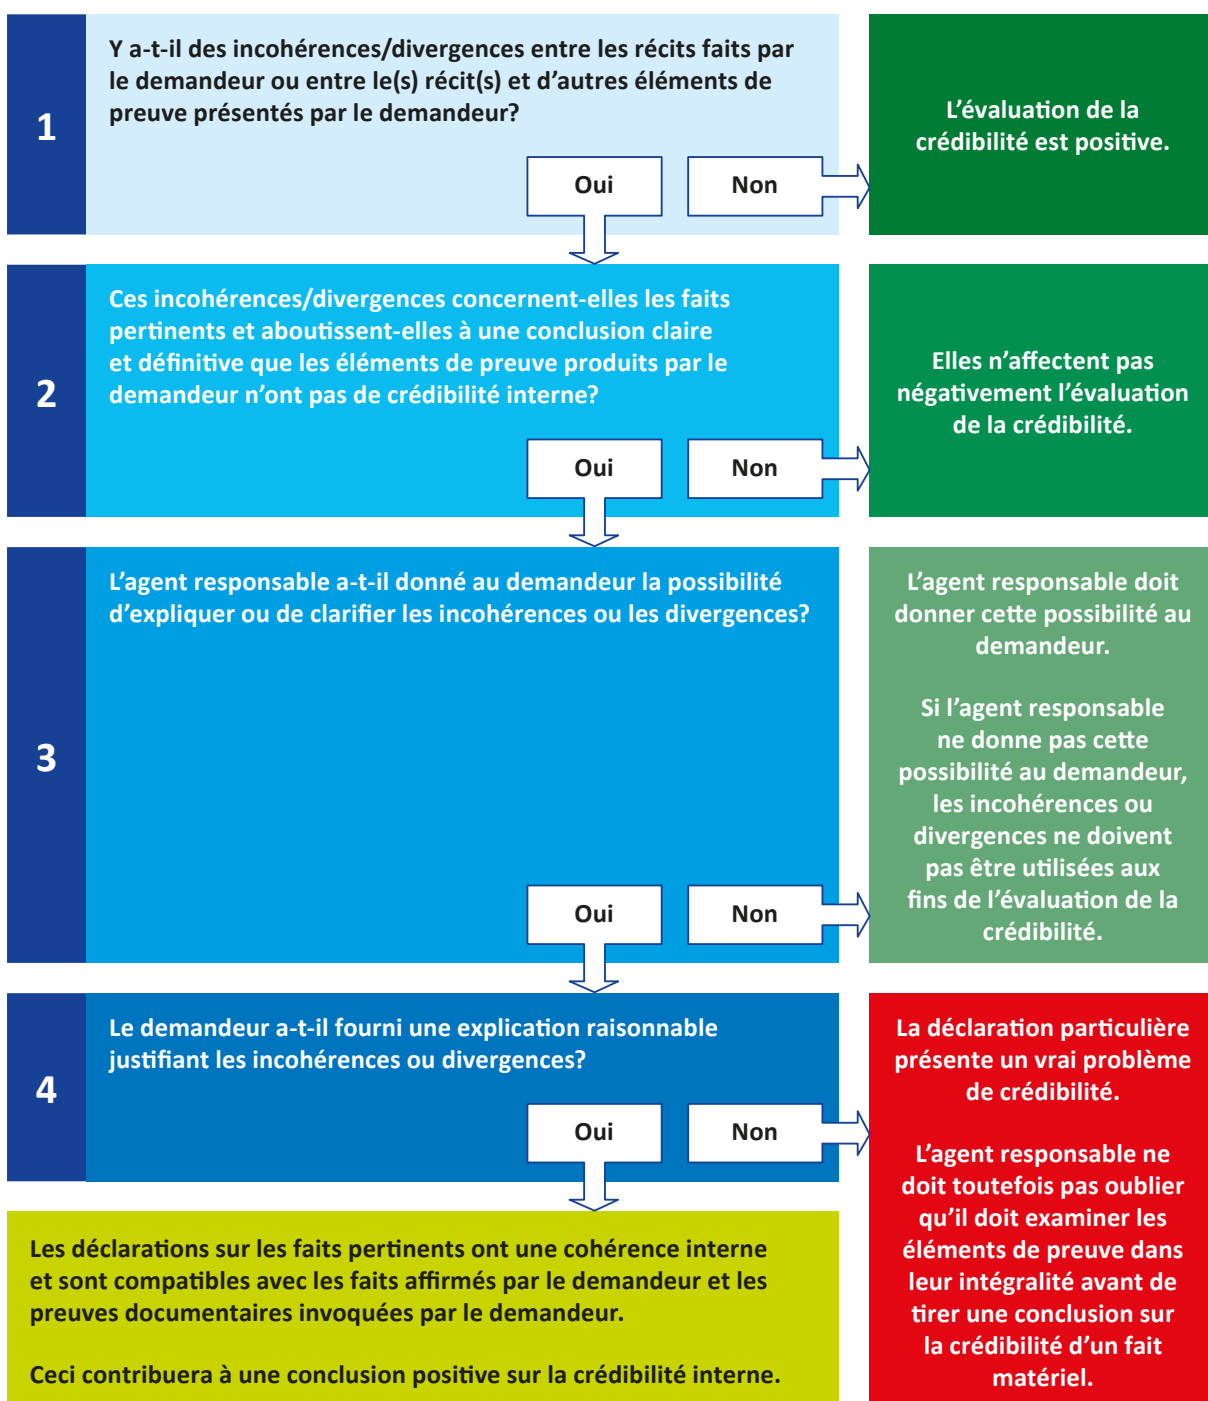 1
Y a-t-il des incohérences/divergences entre les récits faits par
le demandeur ou entre le(s) récit(s) et d'autres éléments de
preuve présentés par le demandeur?
Oui
Non
L'évaluation de la
crédibilité est positive.
2
Ces incohérences/divergences concernent-elles les faits
pertinents et aboutissent-elles à une conclusion claire
et définitive que les éléments de preuve produits par le
demandeur n'ont pas de crédibilité interne?
Oui
Non
Elles n'affectent pas
négativement l'évaluation
de la crédibilité.
3
L'agent responsable a-t-il donné au demandeur la possibilité
d'expliquer ou de clarifier les incohérences ou les divergences?
Oui
Non
L'agent responsable doit
donner cette possibilité au
demandeur.
Si l'agent responsable
ne donne pas cette
possibilité au demandeur,
les incohérences ou
divergences ne doivent
pas être utilisées aux
fins de l'évaluation de la
crédibilité.
4
Le demandeur a-t-il fourni une explication raisonnable
justifiant les incohérences ou divergences?
Oui
Non
La déclaration particulière
présente un vrai problème
de crédibilité.
L'agent responsable ne
doit toutefois pas oublier
qu'il doit examiner les
éléments de preuve dans
leur intégralité avant de
tirer une conclusion sur
la crédibilité d'un fait
matériel.
Les déclarations sur les faits pertinents ont une cohérence interne
et sont compatibles avec les faits affirmés par le demandeur et les
preuves documentaires invoquées par le demandeur.
Ceci contribuera à une conclusion positive sur la crédibilité interne.